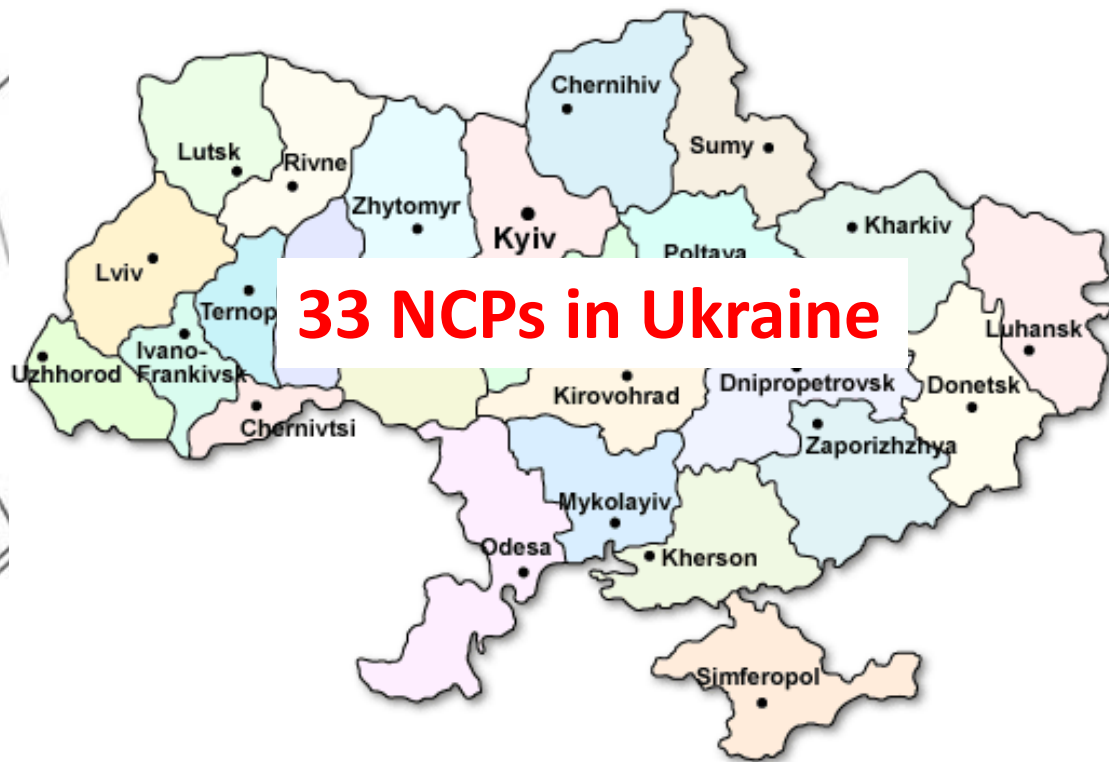 Chernihiv
Sumy
Lutsk
Rivne
Zhytomyr
Kyiv
Kharkiv
Lviv
Poltava
Ternop
33 NCPs in Ukraine
Luhansk
Ivano-
Frankivsk
Uzhhorod
Kirovohrad
Dnipropetrovsk
Donetsk
Chernivtsi
Zaporizhzhya
Mykolayiv
Odesa
Kherson
Simferopol